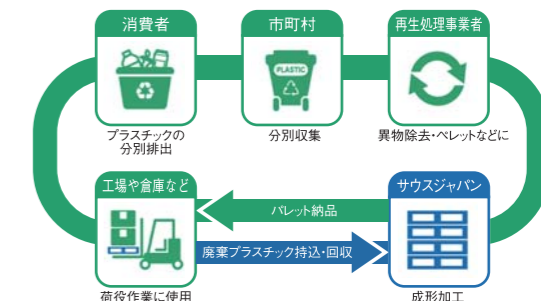 消費者
市町村
再生処理事業者
PLASTIC
プラスチックの
分別排出
分別収集
異物除去・ペレットなどに
工場や倉庫など
サウスジャパン
パレット納品
廃棄プラスチック持込・回収
荷役作業に使用
成形加工